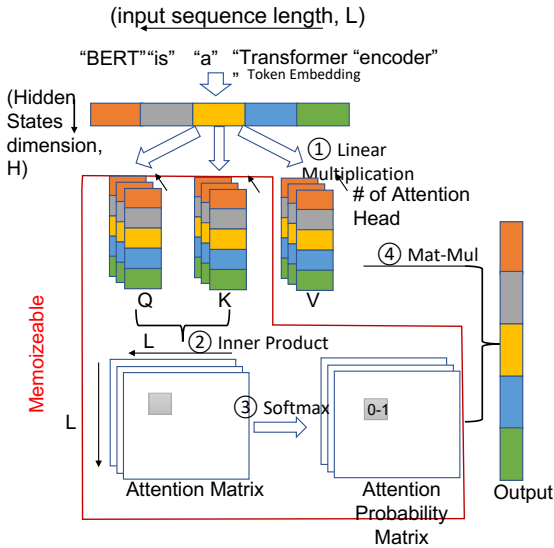 (input sequence length, L)
“BERT” “is” “a” “Transformer “encoder”
”
Token Embedding
(Hidden
States
dimension,
H)
① Linear
Multiplication
# of Attention
Head
④ Mat-Mul
Q K V
Memoizeable
L
② Inner Product
L
③ Softmax
0-1
Attention Matrix
Attention
Probability
Matrix
Output